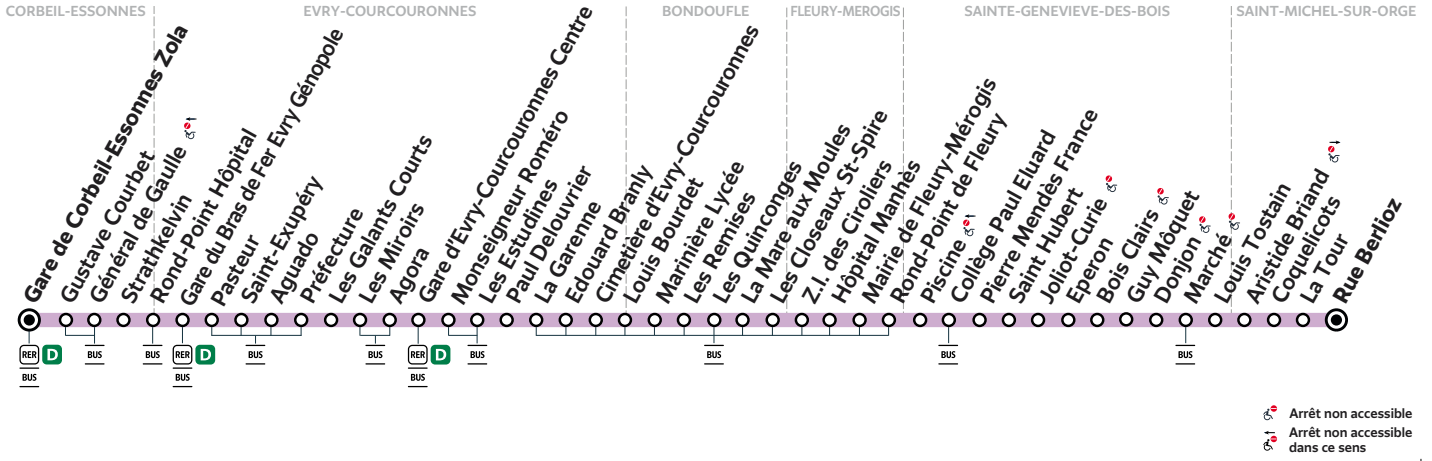 CORBEIL-ESSONNES
EVRY-COURCOURONNES
BONDOUFLE
FLEURY-MEROGIS
SAINTE-GENEVIEVE-DES-BOIS
SAINT-MICHEL-SUR-ORGE
Gare de Corbeil-Essonnes Zola
Gustave Courbet
Général de Gaulle
Strathkelvin
Rond-Point Hôpital
Gare du Bras de Fer Evry Génopole
Pasteur
Saint-Exupéry
Aguado
Préfecture
Les Galants Courts
Les Miroirs
Agora
Gare d'Evry-Courcouronnes Centre
Monseigneur Roméro
Les Estudines
Paul Delouvrier
La Garenne
Edouard Branly
Cimetière d'Evry-Courcouronnes
Louis Bourdet
Marinière Lycée
Les Remises
Les Quinconges
La Mare aux Moules
Les Closeaux St-Spire
Z.I. des Ciroliers
Hôpital Manhès
Mairie de Fleury-Mérogis
Rond-Point de Fleury
Piscine
Collège Paul Eluard
Pierre Mendès France
Saint Hubert
Joliot-Curie
Eperon
Bois Clairs
Guy Môquet
Donjon
Marché
Louis Tostain
Aristide Briand
Coquelicots
La Tour
Rue Berlioz
RER D
BUS
BUS
BUS
RER D
BUS
BUS
BUS
RER D
BUS
BUS
BUS
BUS
BUS
Arrêt non accessible
Arrêt non accessible
dans ce sens